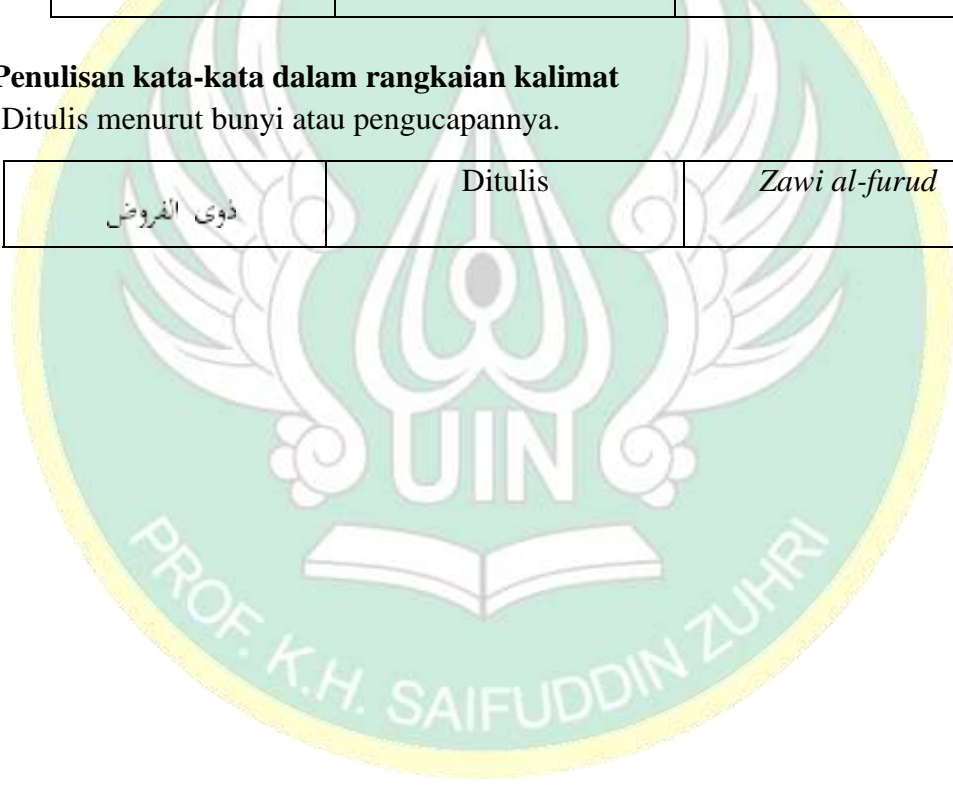 Penulisan kata-kata dalam rangkaian kalimat
Ditulis menurut bunyi atau pengucapannya.
ذوى الفروض Ditulis Zawi al-furud
UIN
PROF. K.H. SAIFUDDIN ZUHRI